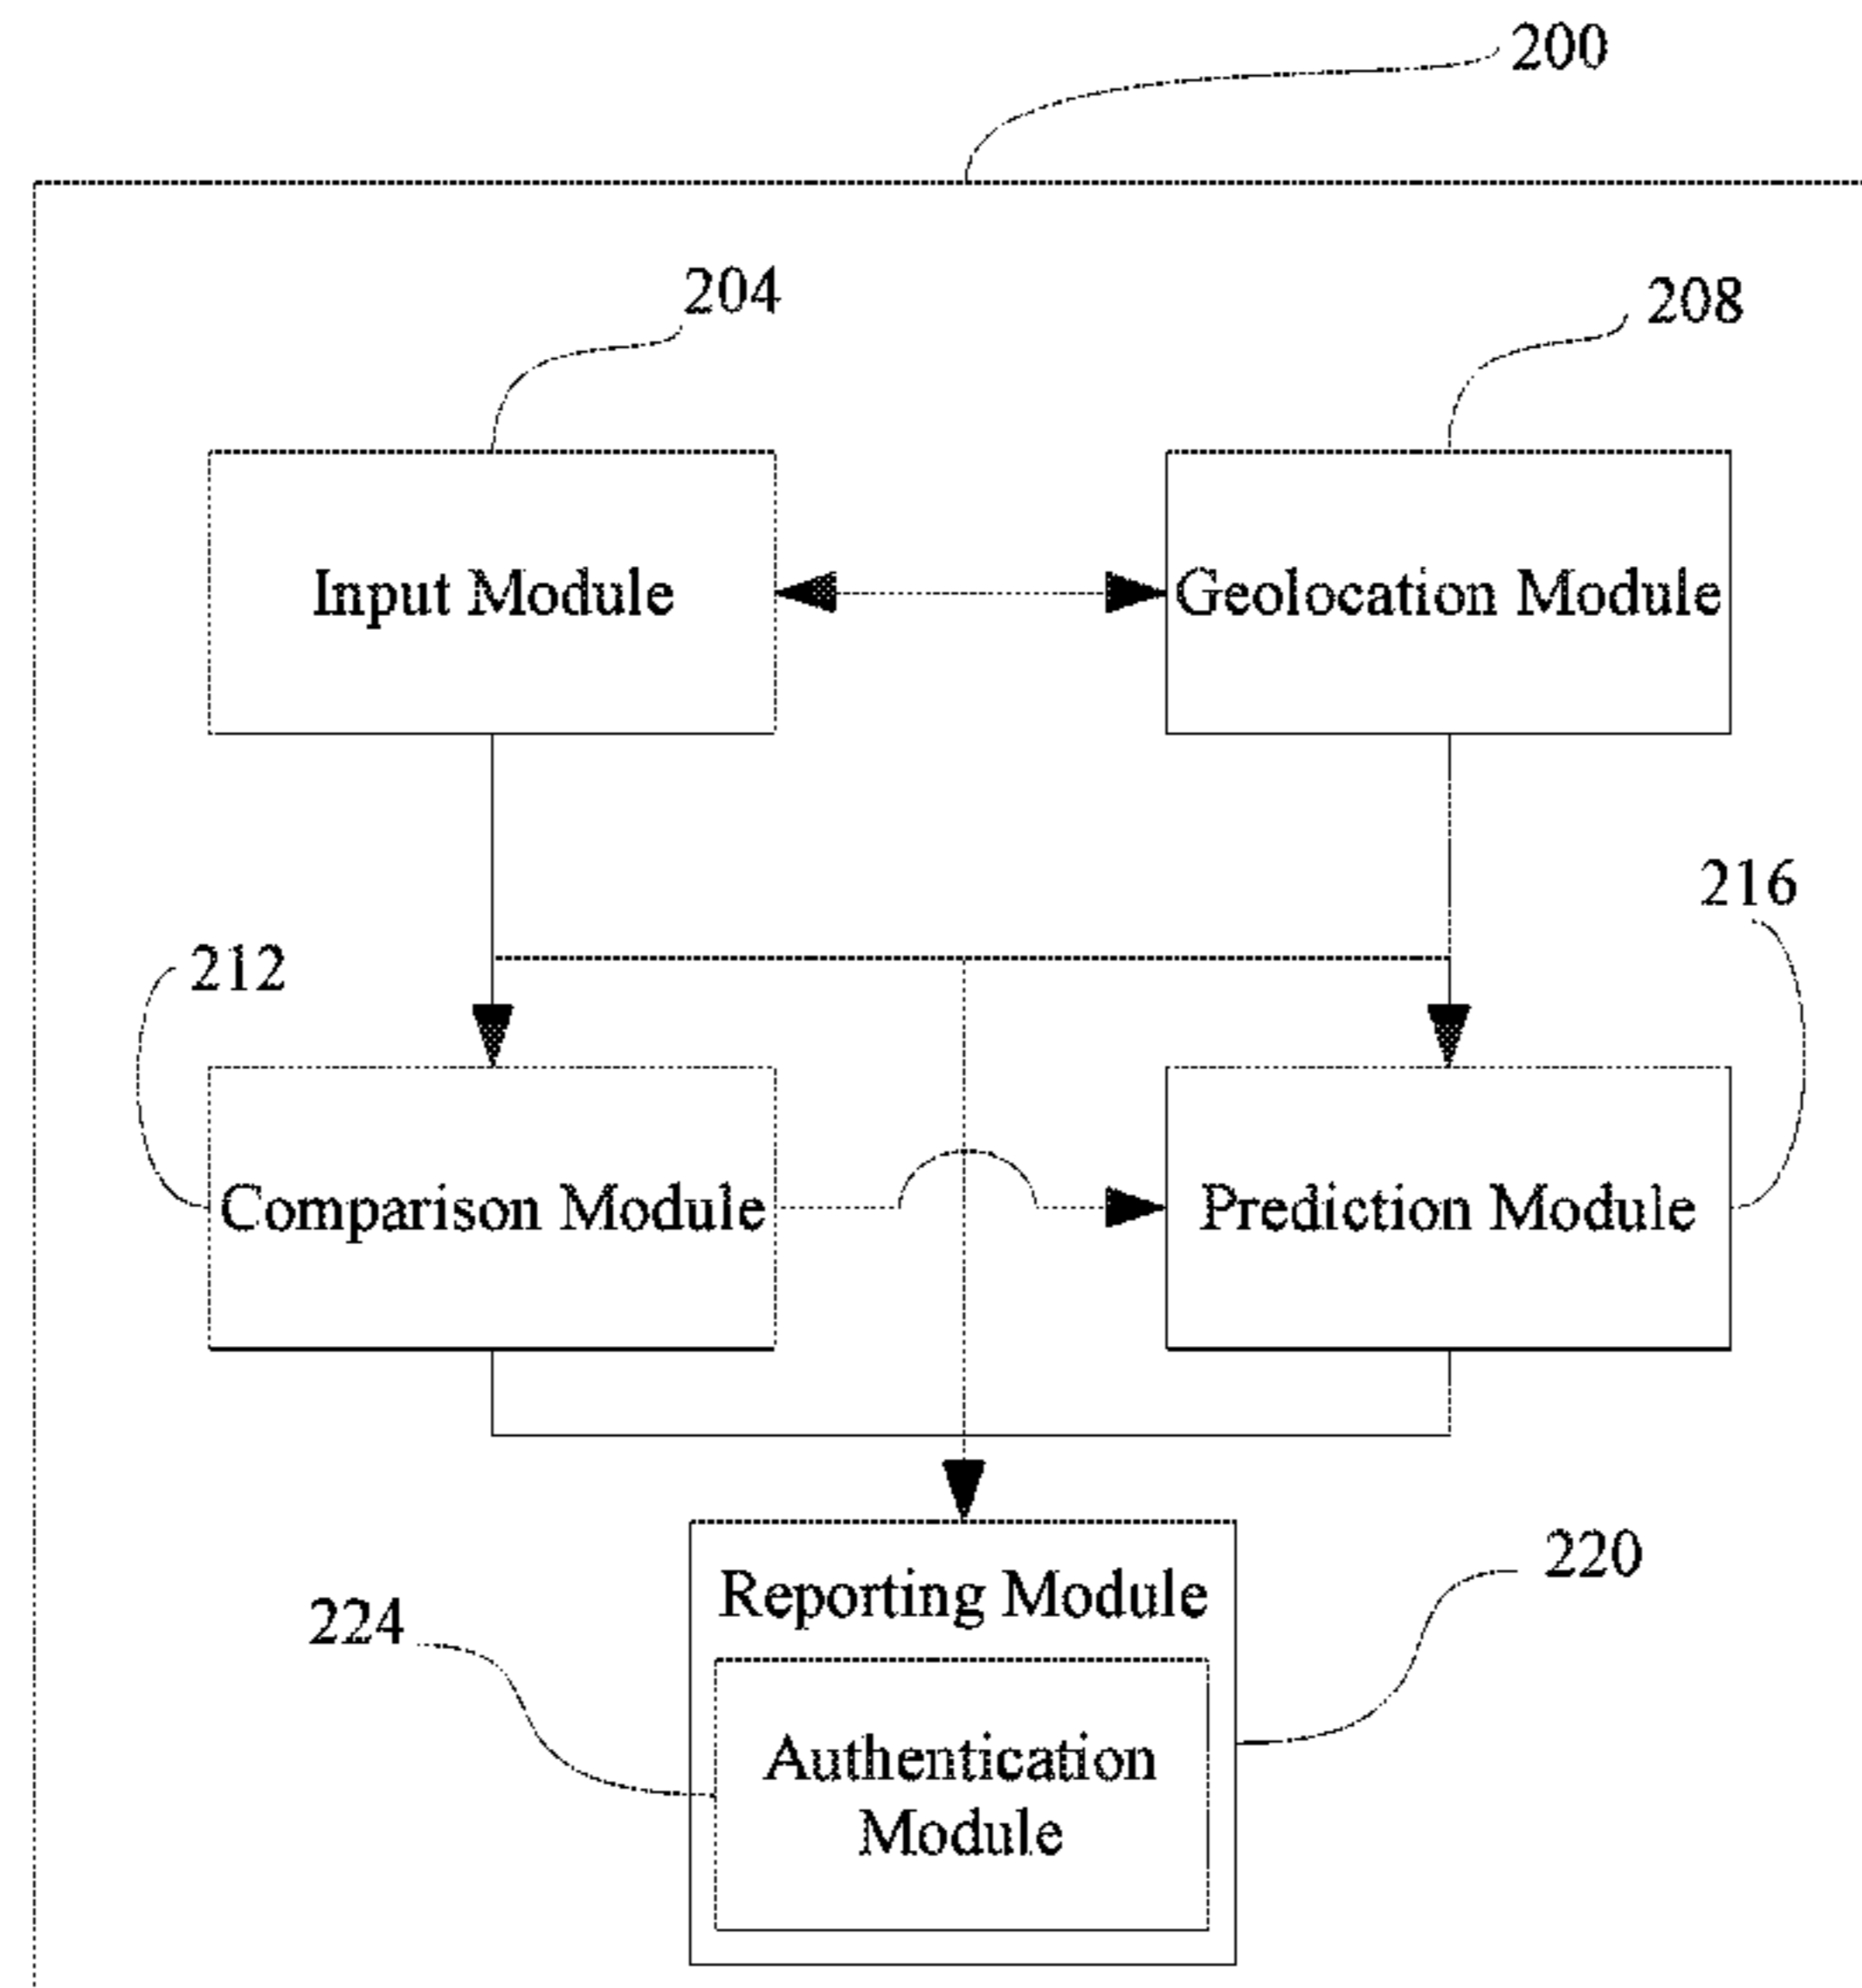 200
204
208
Input Module
Geolocation Module
216
212
Comparison Module
Prediction Module
220
Reporting Module
224
Authentication
Module